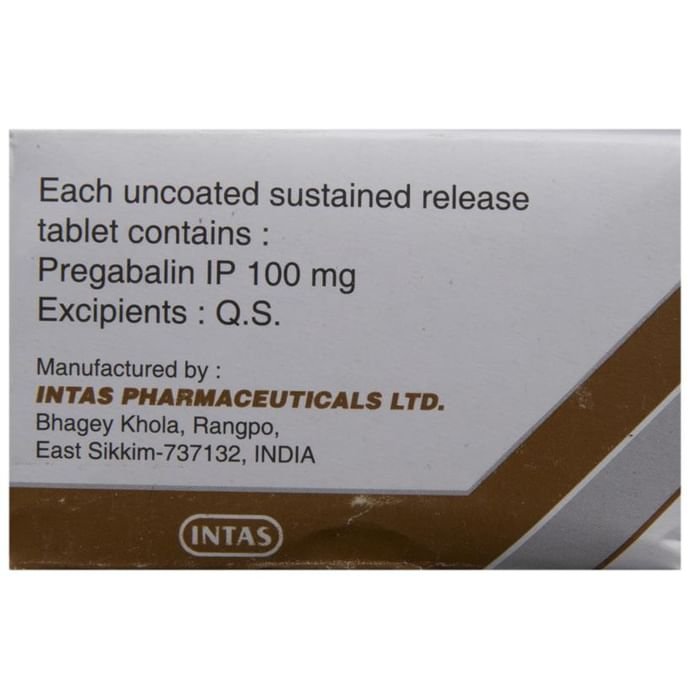 Each uncoated sustained release
tablet contains :
Pregabalin IP 100 mg
Excipients : Q.S.
Manufactured by :
INTAS PHARMACEUTICALS LTD.
Bhagey Khola, Rangpo,
East Sikkim-737132, INDIA
INTAS